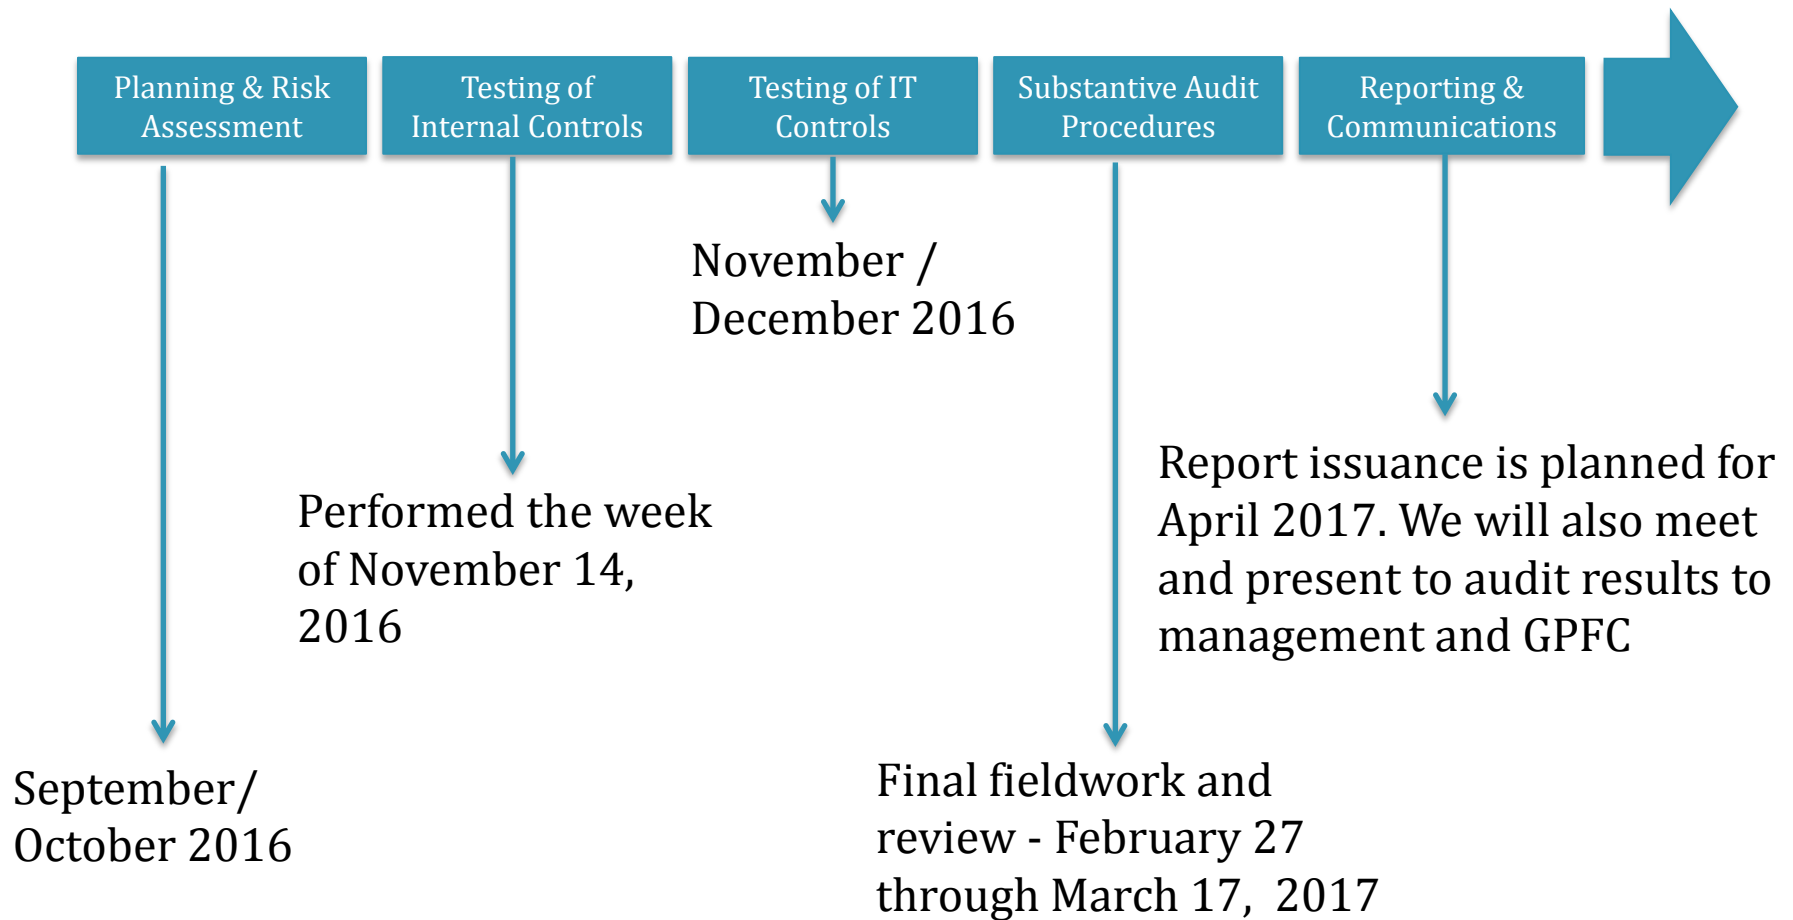 Planning & Risk
Assessment
Testing of
Internal Controls
Testing of IT
Controls
Substantive Audit
Procedures
Reporting &
Communications
September/
October 2016
Performed the week
of November 14,
2016
November /
December 2016
Final fieldwork and
review - February 27
through March 17, 2017
Report issuance is planned for
April 2017. We will also meet
and present to audit results to
management and GPFC